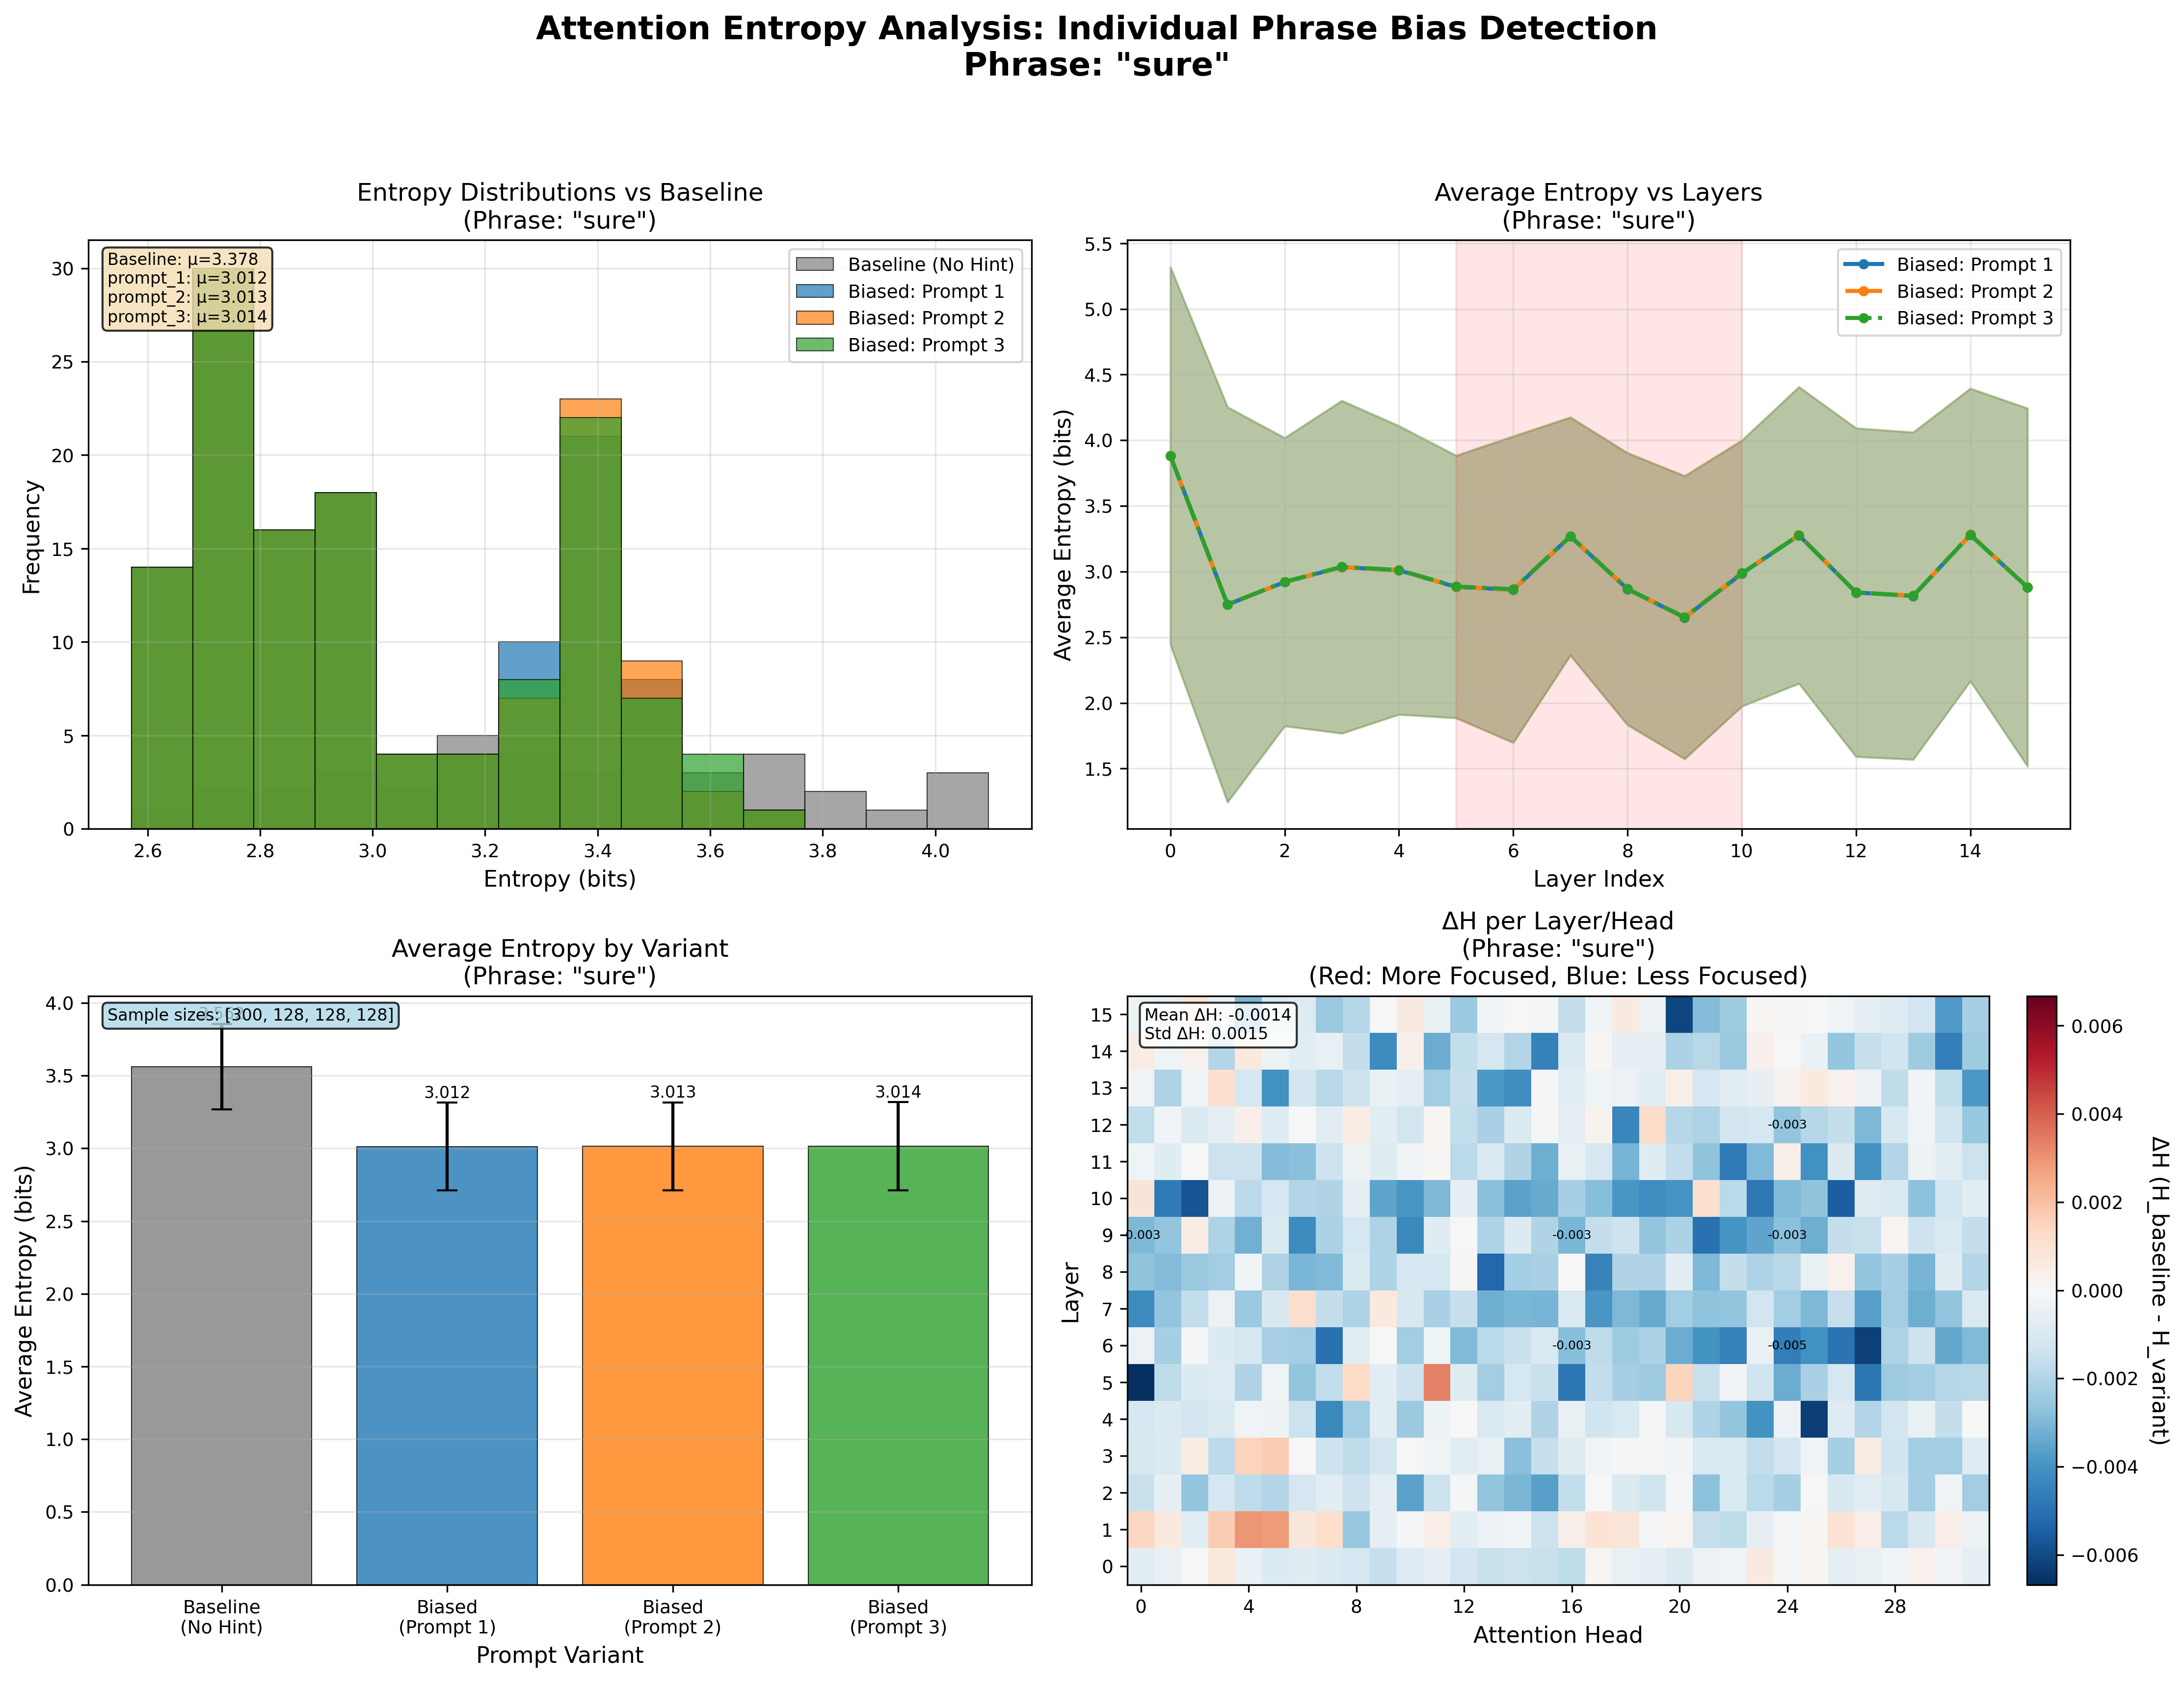 Attention Entropy Analysis: Individual Phrase Bias Detection
Phrase: "sure"
Entropy Distributions vs Baseline
(Phrase: "sure")
Baseline: μ=3.378
prompt_1: μ=3.012
prompt_2: μ=3.013
prompt_3: μ=3.014
Baseline (No Hint)
Biased: Prompt 1
Biased: Prompt 2
Biased: Prompt 3
30
25
20
15
10
5
0
Frequency
2.6 2.8 3.0 3.2 3.4 3.6 3.8 4.0
Entropy (bits)
Average Entropy vs Layers
(Phrase: "sure")
Biased: Prompt 1
Biased: Prompt 2
Biased: Prompt 3
5.5
5.0
4.5
4.0
3.5
3.0
2.5
2.0
1.5
Average Entropy (bits)
0 2 4 6 8 10 12 14
Layer Index
Average Entropy by Variant
(Phrase: "sure")
Sample sizes: [300, 128, 128, 128]
3.012
3.013
3.014
4.0
3.5
3.0
2.5
2.0
1.5
1.0
0.5
0.0
Average Entropy (bits)
Baseline
(No Hint)
Biased
(Prompt 1)
Biased
(Prompt 2)
Biased
(Prompt 3)
Prompt Variant
ΔH per Layer/Head
(Phrase: "sure")
(Red: More Focused, Blue: Less Focused)
Mean ΔH: -0.0014
Std ΔH: 0.0015
15
14
13
12
11
10
9
8
7
6
5
4
3
2
1
0
Layer
-0.003
0.003
-0.003
-0.003
-0.003
-0.005
0 4 8 12 16 20 24 28
Attention Head
0.006
0.004
0.002
0.000
−0.002
−0.004
−0.006
ΔH (H_baseline - H_variant)